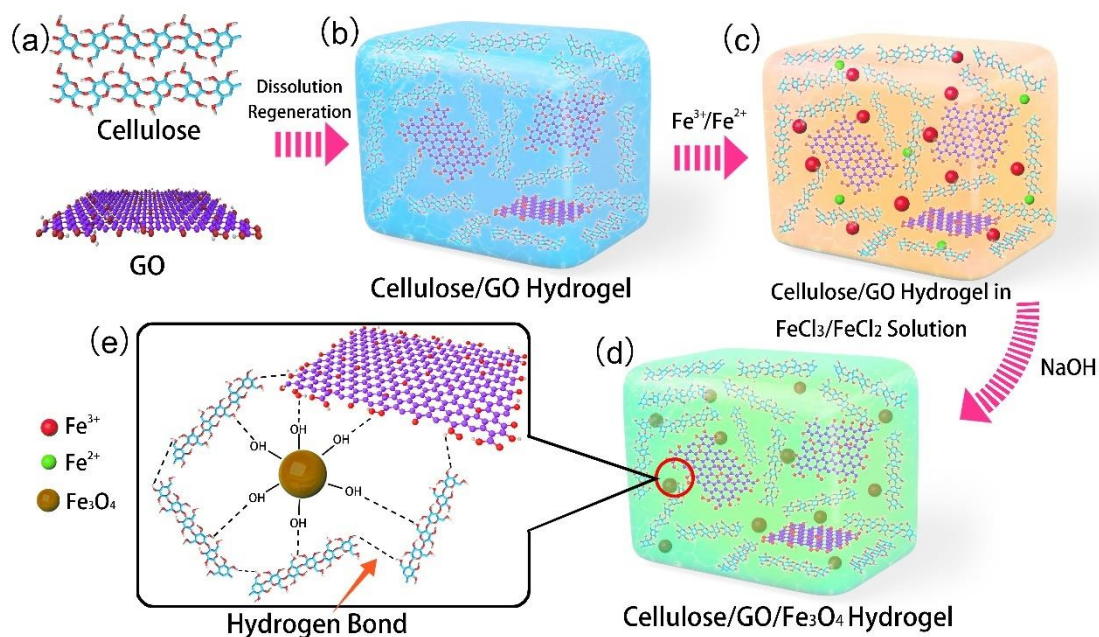 (a)
Cellulose
GO
Dissolution
Regeneration
(b)
Cellulose/GO Hydrogel
Fe³⁺/Fe²⁺
(c)
Cellulose/GO Hydrogel in
FeCl₃/FeCl₂ Solution
NaOH
(d)
Cellulose/GO/Fe₃O₄ Hydrogel
(e)
Fe³⁺
Fe²⁺
Fe₃O₄
OH
OH
OH
OH
OH
OH
Hydrogen Bond